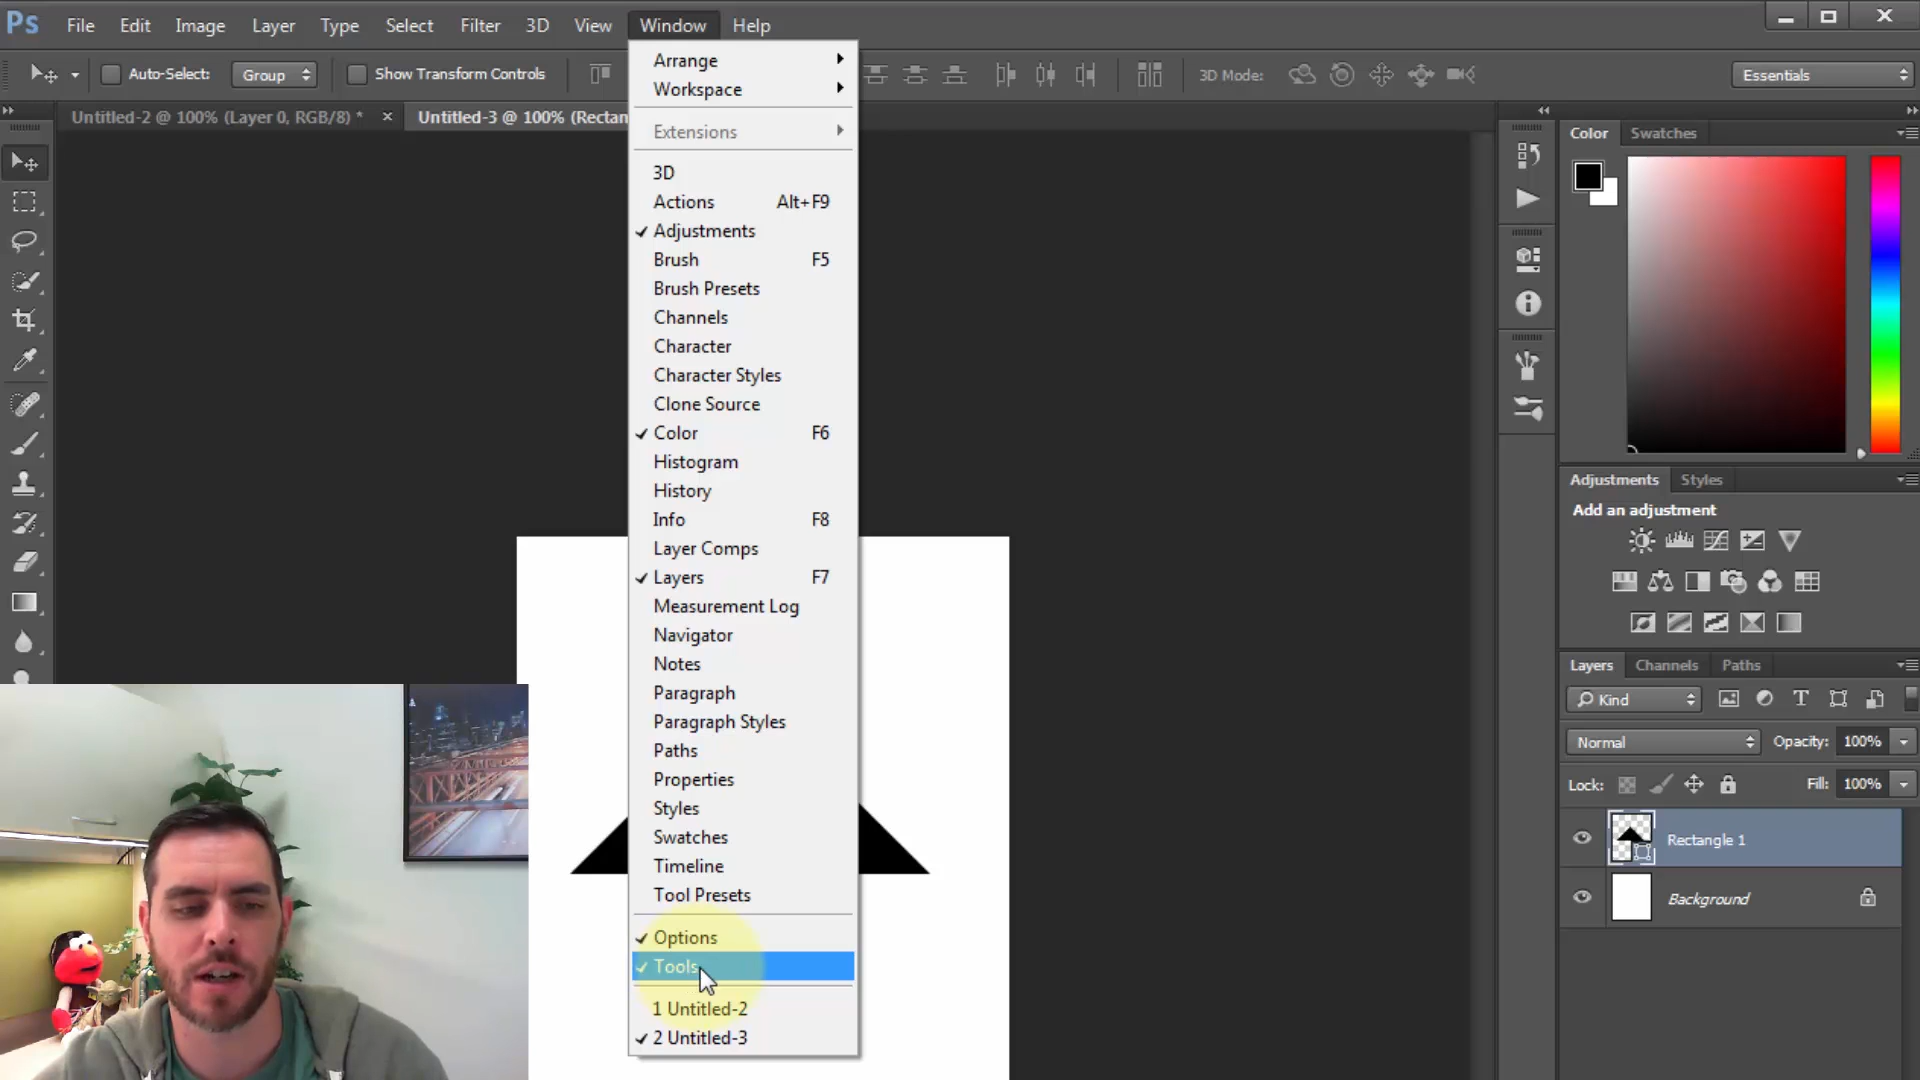 Ps File Edit Image Layer Type Select Filter 3D View Window Help
Auto-Select: Group Show Transform Controls 3D Mode: Essentials
Untitled-2 @ 100% (Layer 0, RGB/8) * × Untitled-3 @ 100% (Rectan
Arrange
Workspace
Extensions
3D
Actions Alt+F9
Adjustments
Brush F5
Brush Presets
Channels
Character
Character Styles
Clone Source
Color F6
Histogram
History
Info F8
Layer Comps
Layers F7
Measurement Log
Navigator
Notes
Paragraph
Paragraph Styles
Paths
Properties
Styles
Swatches
Timeline
Tool Presets
Options
Tools
1 Untitled-2
2 Untitled-3
Color Swatches
Adjustments Styles
Add an adjustment
Layers Channels Paths
Kind
Normal Opacity: 100%
Lock: Fill: 100%
Rectangle 1
Background